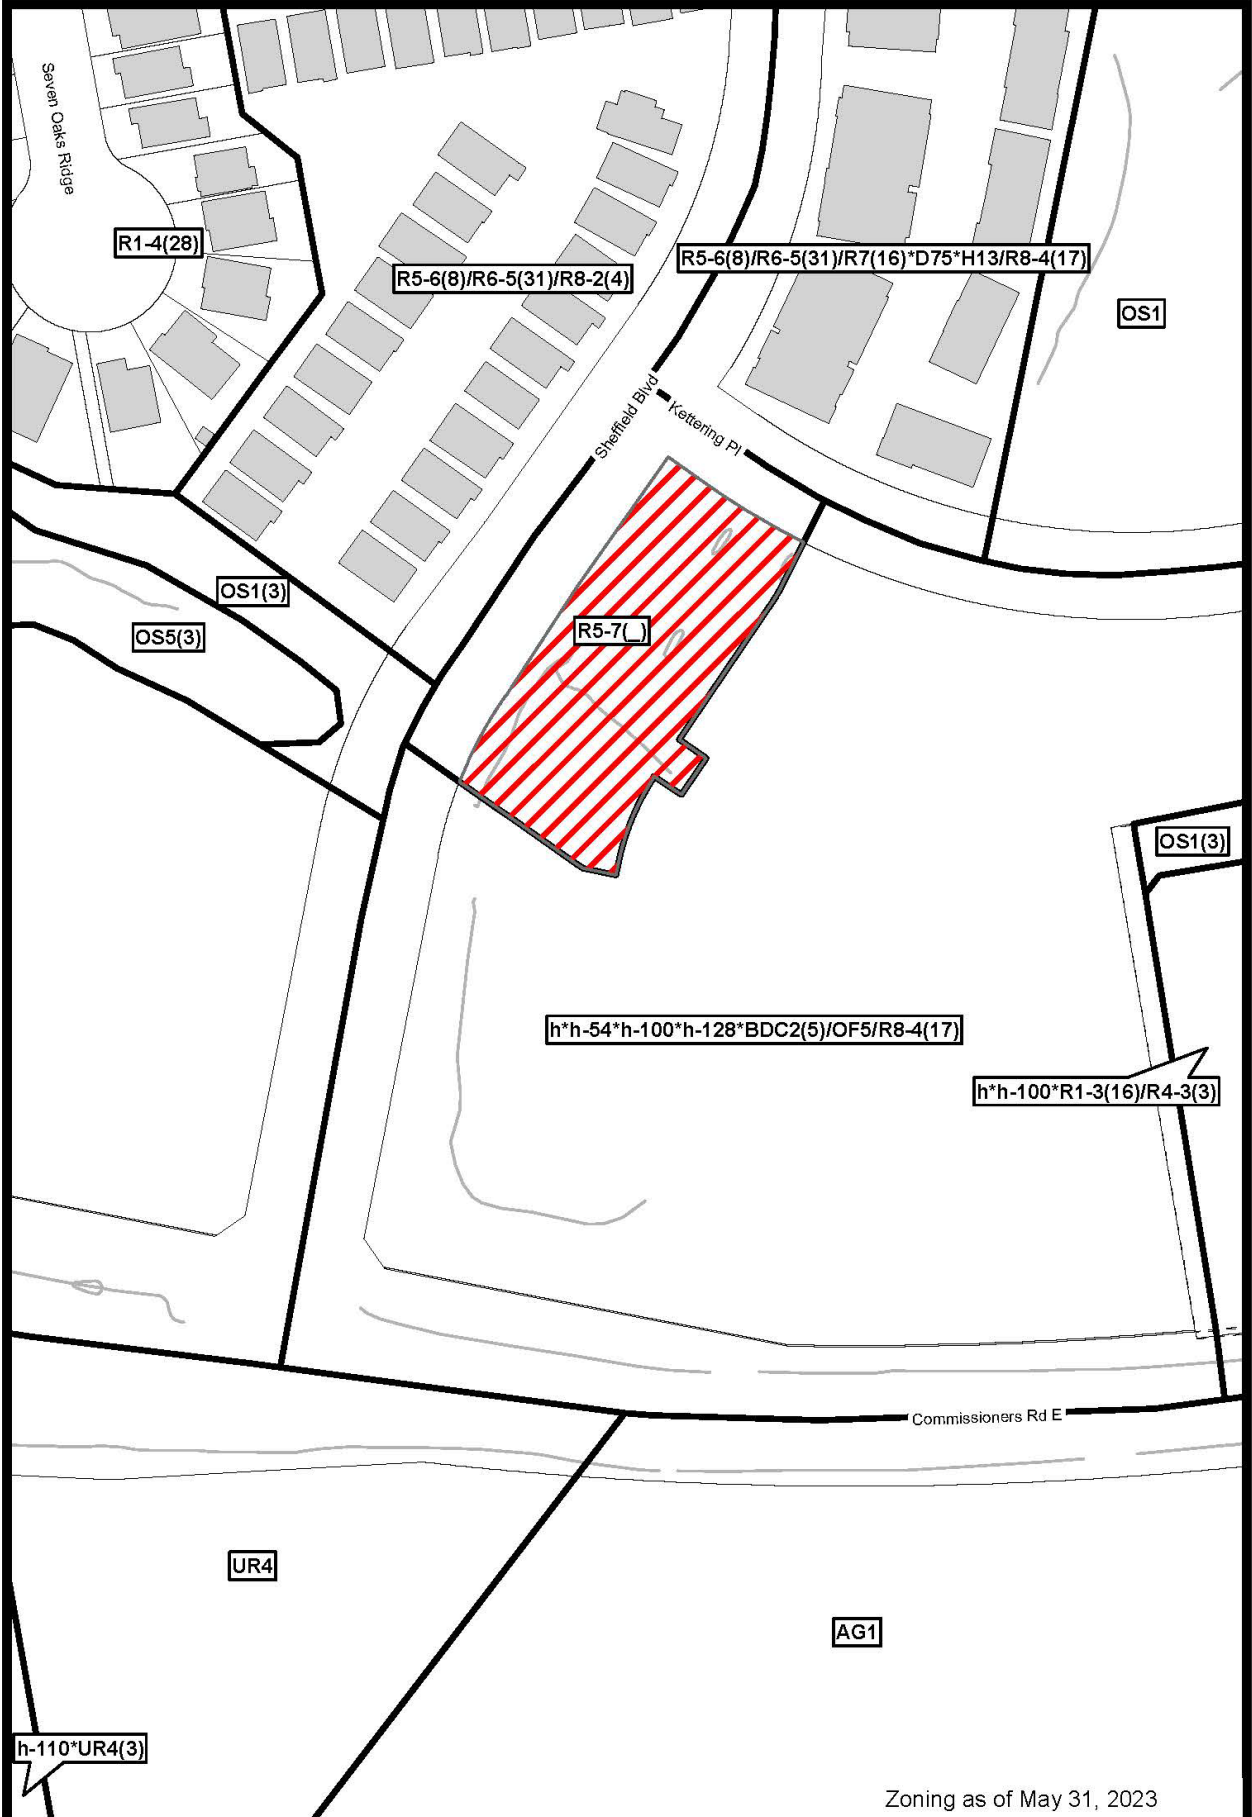 Seven Oaks Ridge
R1-4(28)
R5-6(8)/R6-5(31)/R8-2(4)
R5-6(8)/R6-5(31)/R7(16)*D75*H13/R8-4(17)
OS1
Sheffield Blvd
Kettering Pl
OS1(3)
OS5(3)
R5-7(_)
OS1(3)
h*h-54*h-100*h-128*BDC2(5)/OF5/R8-4(17)
h*h-100*R1-3(16)/R4-3(3)
Commissioners Rd E
UR4
AG1
h-110*UR4(3)
Zoning as of May 31, 2023